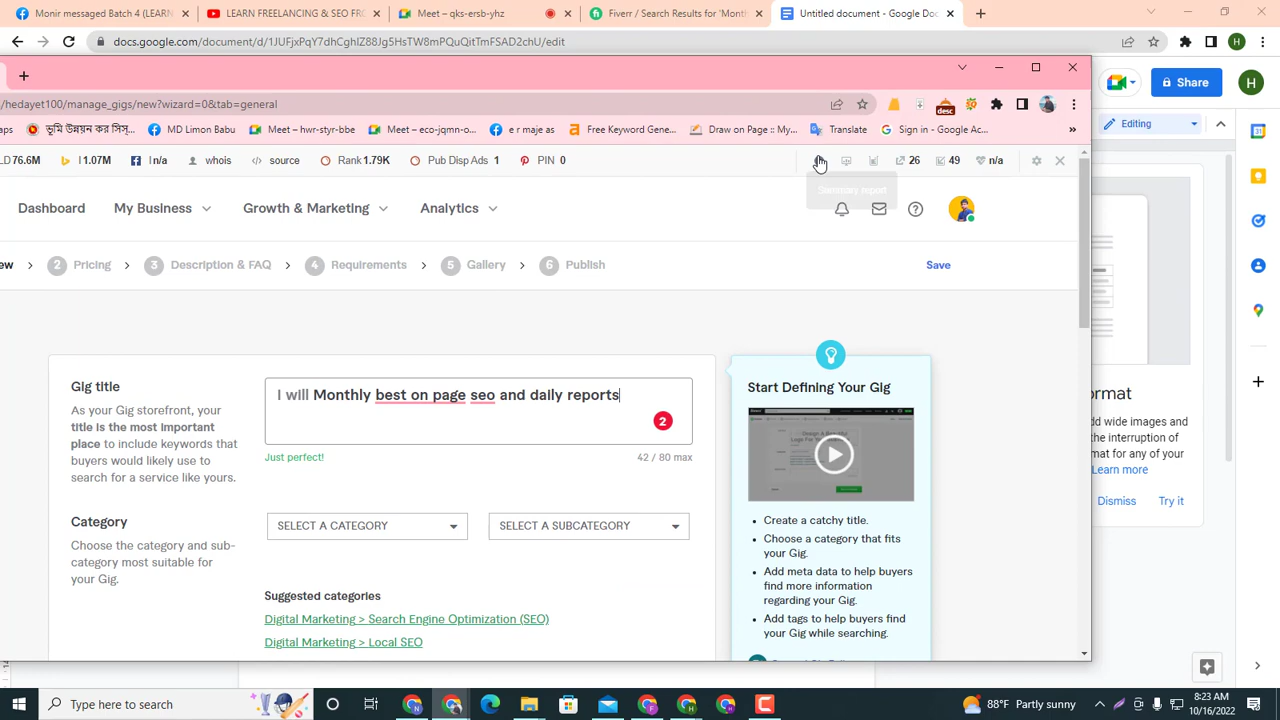 Monir messaged Batch 4 (LEARN
LEARN FREELANCING & SEO FRO
Meet – qks-ersb-yhz
Fiverr / Search Results for 'Month
Untitled document - Google Doc
docs.google.com/document/d/1JUFjxPqY7dhCghlZ88Jg5HsTW8mPQuQitTmFSAD2chU/edit
Share
H
/hedayet100/manage_gigs/new?wizard=0&tab=general
aps
ভূমি উন্নয়ন কর সিস্...
MD Limon Babu
Meet – hwr-styr-bbe
Meet – eco-jqmn-o...
e r maje al
Free Keyword Gene...
Draw on Page :: My...
Translate
Sign in - Google Ac...
»
Editing
LD 76.6M
I 1.07M
I n/a
whois
source
Rank 1.79K
Pub Disp Ads 1
PIN 0
26
49
n/a
Summary report
Dashboard
My Business
Growth & Marketing
Analytics
ew
2 Pricing
3 Description & FAQ
4 Requirements
5 Gallery
6 Publish
Save
Gig title
As your Gig storefront, your
title is the most important
place to include keywords that
buyers would likely use to
search for a service like yours.
I will Monthly best on page seo and daily reports
2
Just perfect!
42 / 80 max
Category
Choose the category and sub-
category most suitable for
your Gig.
SELECT A CATEGORY
SELECT A SUBCATEGORY
Suggested categories
Digital Marketing > Search Engine Optimization (SEO)
Digital Marketing > Local SEO
Start Defining Your Gig
• Create a catchy title.
• Choose a category that fits
your Gig.
• Add meta data to help buyers
find more information
regarding your Gig.
• Add tags to help buyers find
your Gig while searching.
ormat
dd wide images and
the interruption of
rmat for any of your
Learn more
Dismiss
Try it
Type here to search
88°F Partly sunny
8:23 AM
10/16/2022